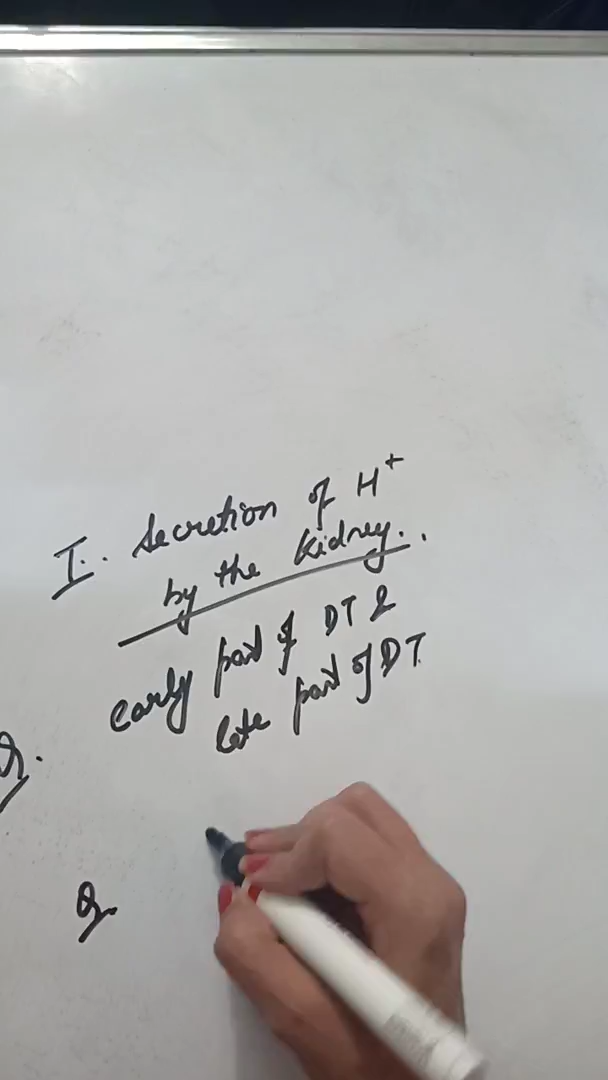 I. Secretion of H+
by the Kidney.
early part of DT &
late part of DT.
Q.
Q.